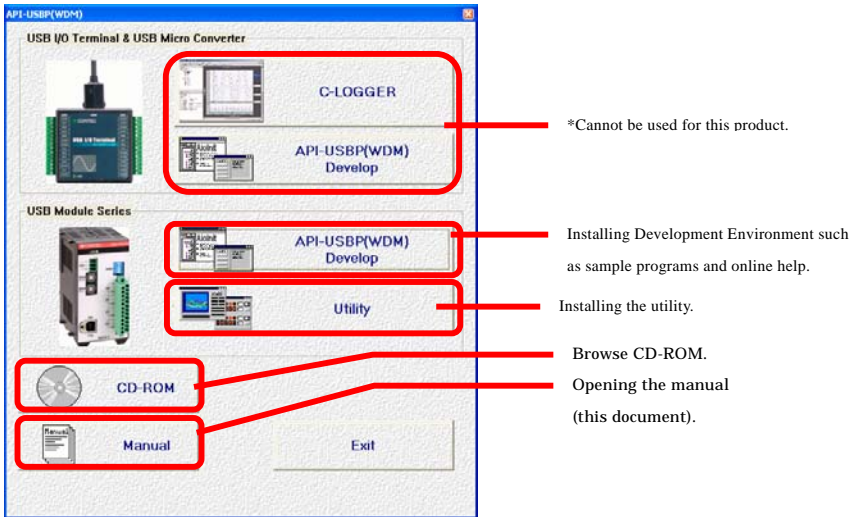 API-USBP(WDM)
USB I/O Terminal & USB Micro Converter
C-LOGGER
API-USBP(WDM)
Develop
*Cannot be used for this product.
USB Module Series
API-USBP(WDM)
Develop
Installing Development Environment such
as sample programs and online help.
Utility
Installing the utility.
CD-ROM
Browse CD-ROM.
Manual
Manual
Opening the manual
(this document).
Exit